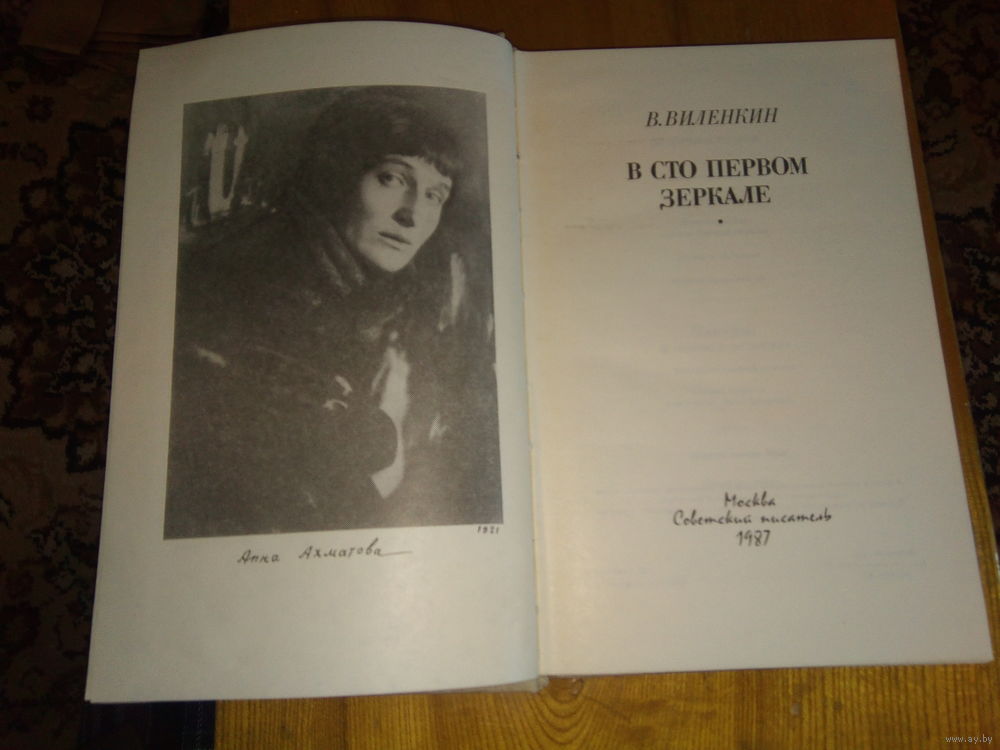 1921
Анна Ахматова
В. ВИЛЕНКИН
В СТО ПЕРВОМ
ЗЕРКАЛЕ
Москва
Советский писатель
1987
www.ay.by